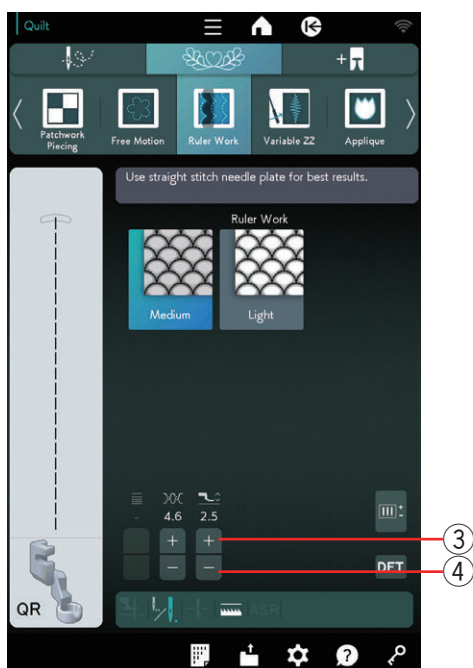 Quilt
+
Patchwork
Piecing
Free Motion
Ruler Work
Variable ZZ
Applique
Use straight stitch needle plate for best results.
Ruler Work
Medium
Light
- 4.6 2.5
+ +
③
− −
④
DFT
QR
ASR
?